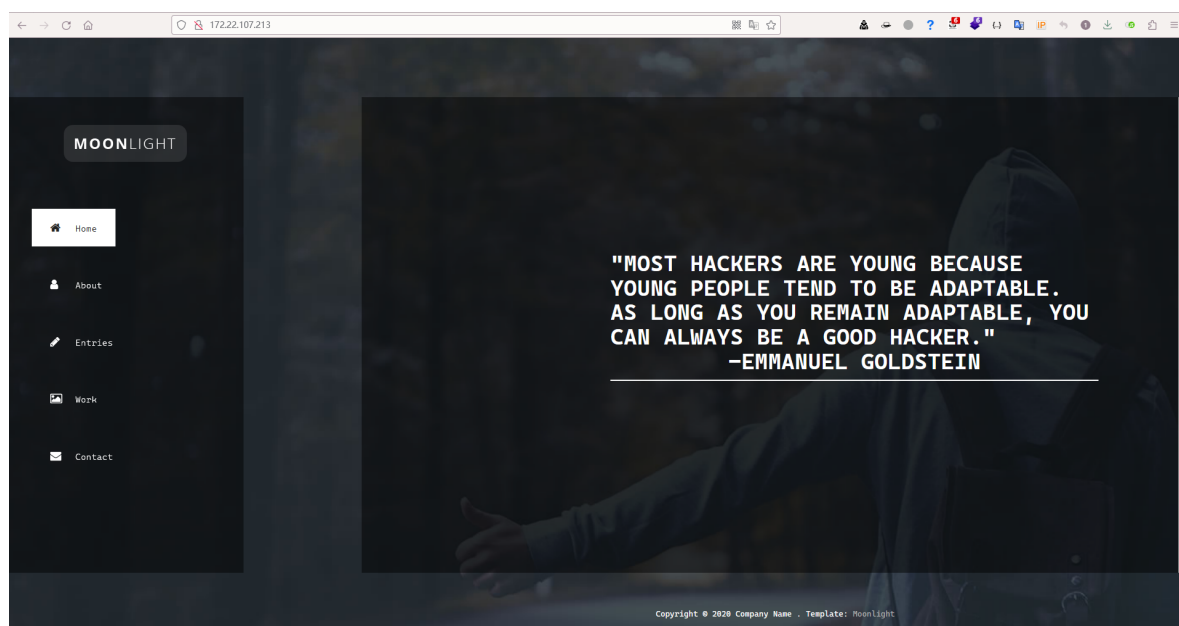 172.22.107.213
MOONLIGHT
Home
About
Entries
Work
Contact
"MOST HACKERS ARE YOUNG BECAUSE
YOUNG PEOPLE TEND TO BE ADAPTABLE.
AS LONG AS YOU REMAIN ADAPTABLE, YOU
CAN ALWAYS BE A GOOD HACKER."
—EMMANUEL GOLDSTEIN
Copyright © 2020 Company Name . Template: Moonlight